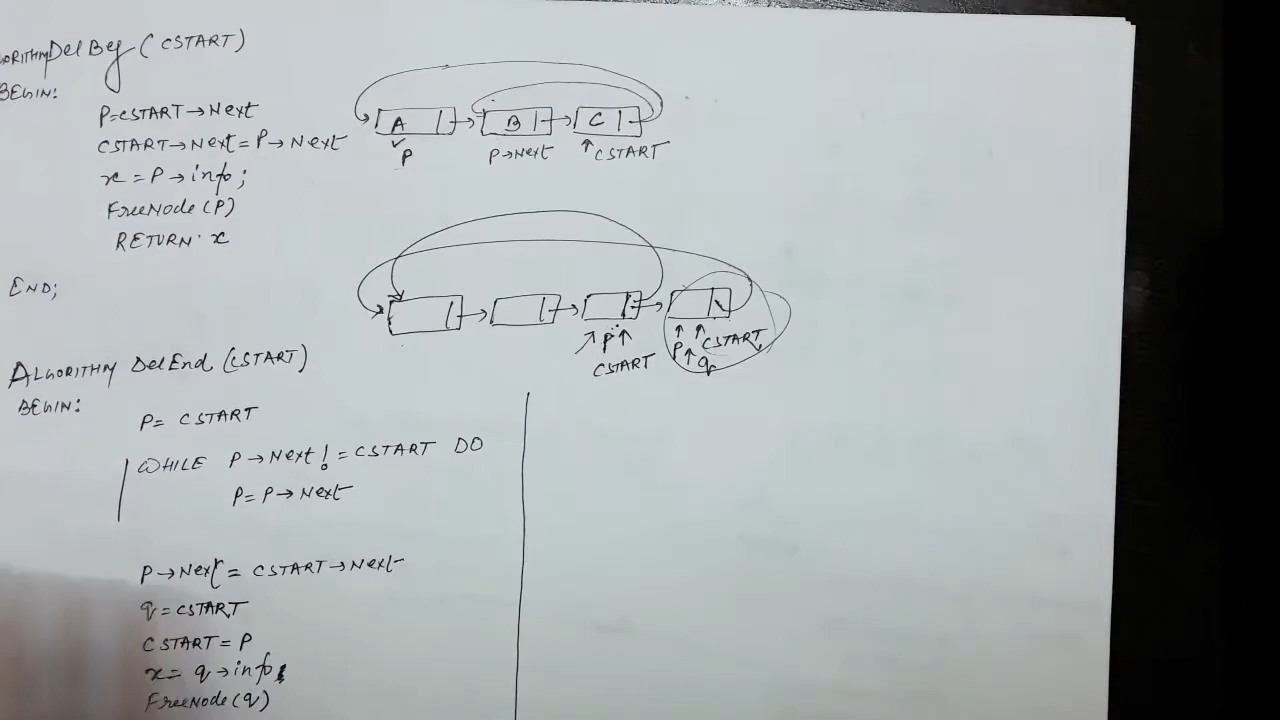 ALGORITHM DelBeg (CSTART)
BEGIN:
P=CSTART→Next
CSTART→Next=P→Next
x=P→info;
FreeNode(P)
RETURN x
END;
A B C
P P→Next CSTART
P CSTART
CSTART P q
ALGORITHM DelEnd (CSTART)
BEGIN:
P= CSTART
WHILE P→Next!=CSTART DO
P=P→Next
P→Next= CSTART→Next
q=CSTART
CSTART=P
x= q→info;
FreeNode(q)